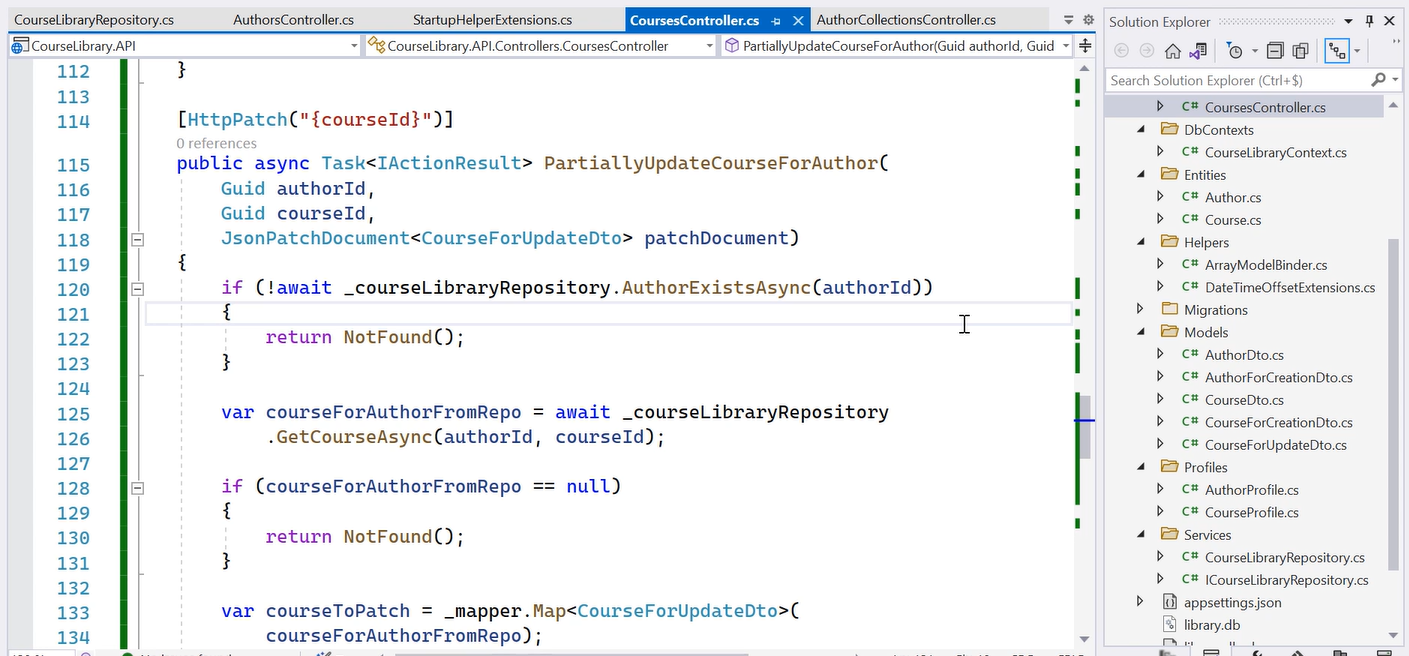 CourseLibraryRepository.cs AuthorsController.cs StartupHelperExtensions.cs CoursesController.cs AuthorCollectionsController.cs
CourseLibrary.API CourseLibrary.API.Controllers.CoursesController PartiallyUpdateCourseForAuthor(Guid authorId, Guid
112 }
113
114 [HttpPatch("{courseId}")]
0 references
115 public async Task<IActionResult> PartiallyUpdateCourseForAuthor(
116 Guid authorId,
117 Guid courseId,
118 JsonPatchDocument<CourseForUpdateDto> patchDocument)
119 {
120 if (!await _courseLibraryRepository.AuthorExistsAsync(authorId))
121 {
122 return NotFound();
123 }
124
125 var courseForAuthorFromRepo = await _courseLibraryRepository
126 .GetCourseAsync(authorId, courseId);
127
128 if (courseForAuthorFromRepo == null)
129 {
130 return NotFound();
131 }
132
133 var courseToPatch = _mapper.Map<CourseForUpdateDto>(
134 courseForAuthorFromRepo);
Solution Explorer
Search Solution Explorer (Ctrl+$)
C# CoursesController.cs
DbContexts
C# CourseLibraryContext.cs
Entities
C# Author.cs
C# Course.cs
Helpers
C# ArrayModelBinder.cs
C# DateTimeOffsetExtensions.cs
Migrations
Models
C# AuthorDto.cs
C# AuthorForCreationDto.cs
C# CourseDto.cs
C# CourseForCreationDto.cs
C# CourseForUpdateDto.cs
Profiles
C# AuthorProfile.cs
C# CourseProfile.cs
Services
C# CourseLibraryRepository.cs
C# ICourseLibraryRepository.cs
appsettings.json
library.db